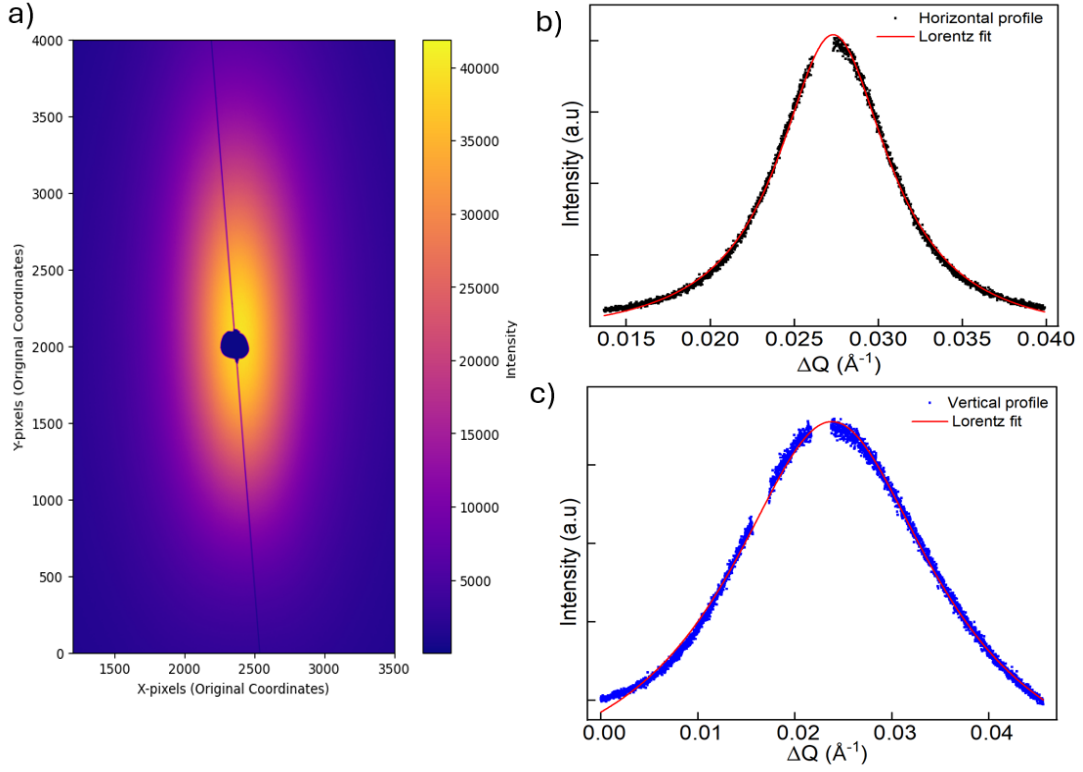 a)
4000
3500
3000
2500
2000
1500
1000
500
0
Y-pixels (Original Coordinates)
1500
2000
2500
3000
3500
X-pixels (Original Coordinates)
40000
35000
30000
25000
20000
15000
10000
5000
Intensity
b)
Horizontal profile
Lorentz fit
Intensity (a.u)
0.015
0.020
0.025
0.030
0.035
0.040
ΔQ (Å⁻¹)
c)
Vertical profile
Lorentz fit
Intensity (a.u)
0.00
0.01
0.02
0.03
0.04
ΔQ (Å⁻¹)